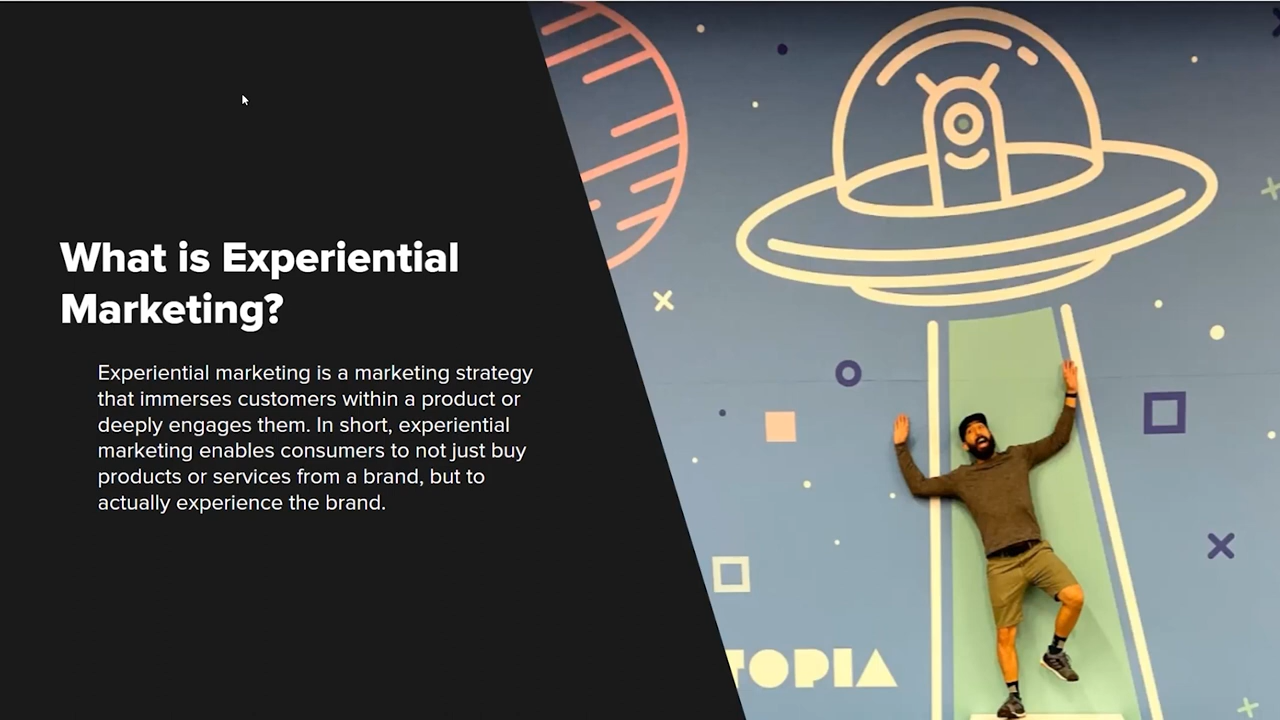 What is Experiential
Marketing?
Experiential marketing is a marketing strategy
that immerses customers within a product or
deeply engages them. In short, experiential
marketing enables consumers to not just buy
products or services from a brand, but to
actually experience the brand.
TOPIA